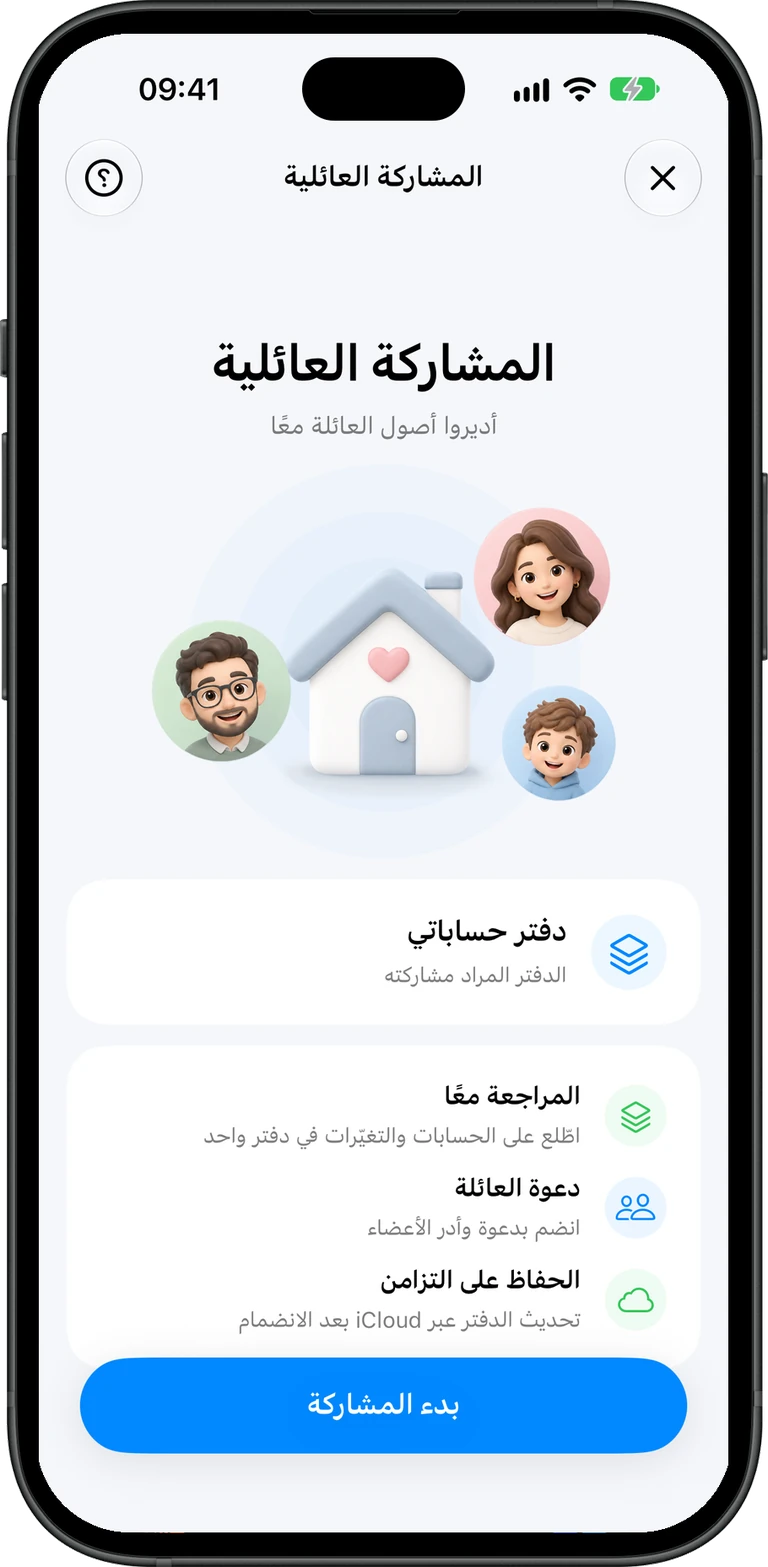 09:41
المشاركة العائلية
المشاركة العائلية
أديروا أصول العائلة معًا
دفتر حساباتي
الدفتر المراد مشاركته
المراجعة معًا
اطّلع على الحسابات والتغيّرات في دفتر واحد
دعوة العائلة
انضم بدعوة وأدر الأعضاء
الحفاظ على التزامن
تحديث الدفتر عبر iCloud بعد الانضمام
بدء المشاركة